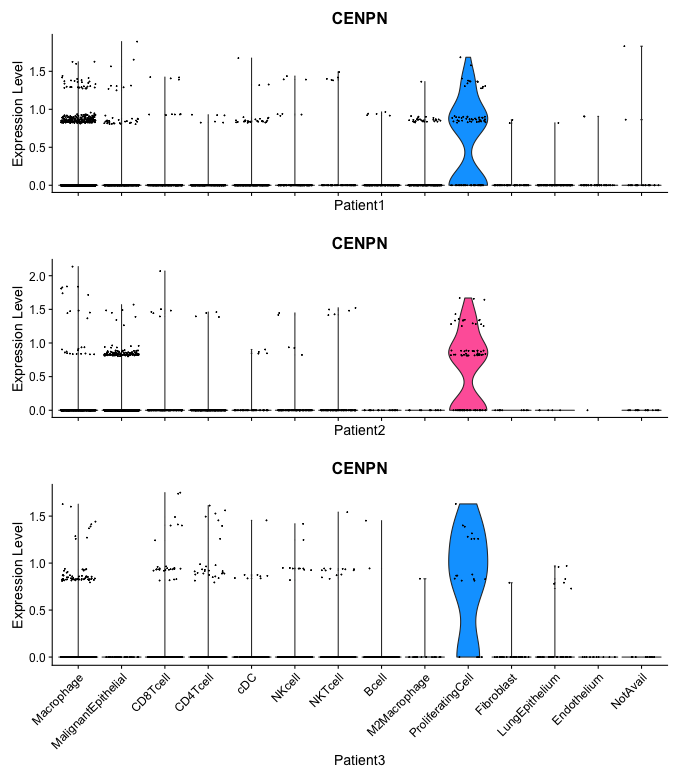 CENPN
Expression Level
1.5
1.0
0.5
0.0
Patient1
CENPN
Expression Level
2.0
1.5
1.0
0.5
0.0
Patient2
CENPN
Expression Level
1.5
1.0
0.5
0.0
Macrophage
MalignantEpithelial
CD8Tcell
CD4Tcell
cDC
NKcell
NKTcell
Bcell
M2Macrophage
ProliferatingCell
Fibroblast
LungEpithelium
Endothelium
NotAvail
Patient3